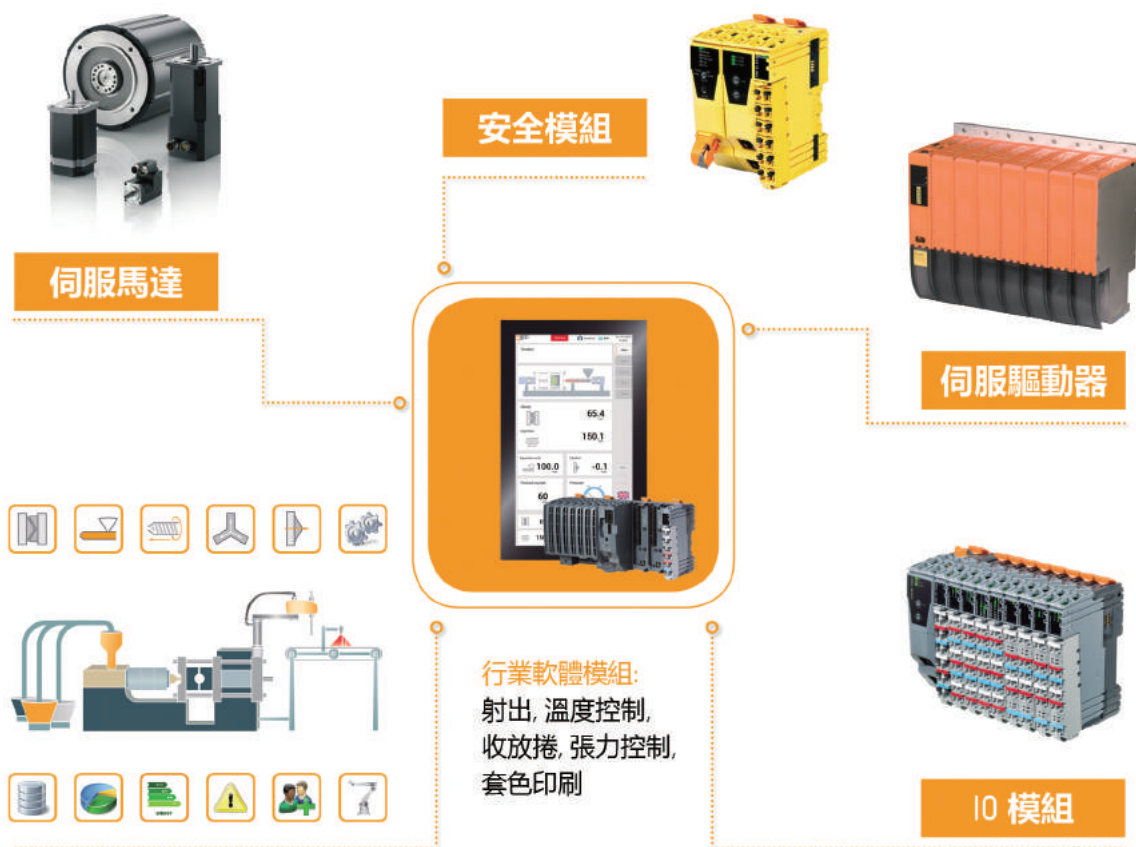 安全模組
伺服馬達
伺服驅動器
65.4
150.1
100.0
-0.1
60
行業軟體模組:
射出, 溫度控制,
收放捲, 張力控制,
套色印刷
IO 模組